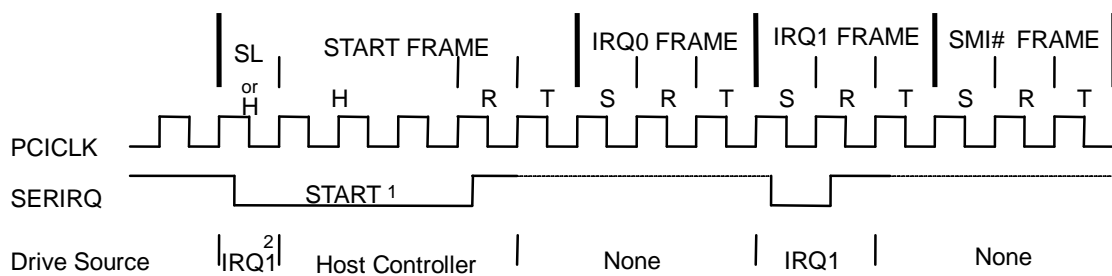 SL
or
H
START FRAME
IRQ0 FRAME
IRQ1 FRAME
SMI# FRAME
H R T S R T S R T S R T
PCICLK
SERIRQ
START 1
Drive Source
IRQ1 2
Host Controller
None
IRQ1
None